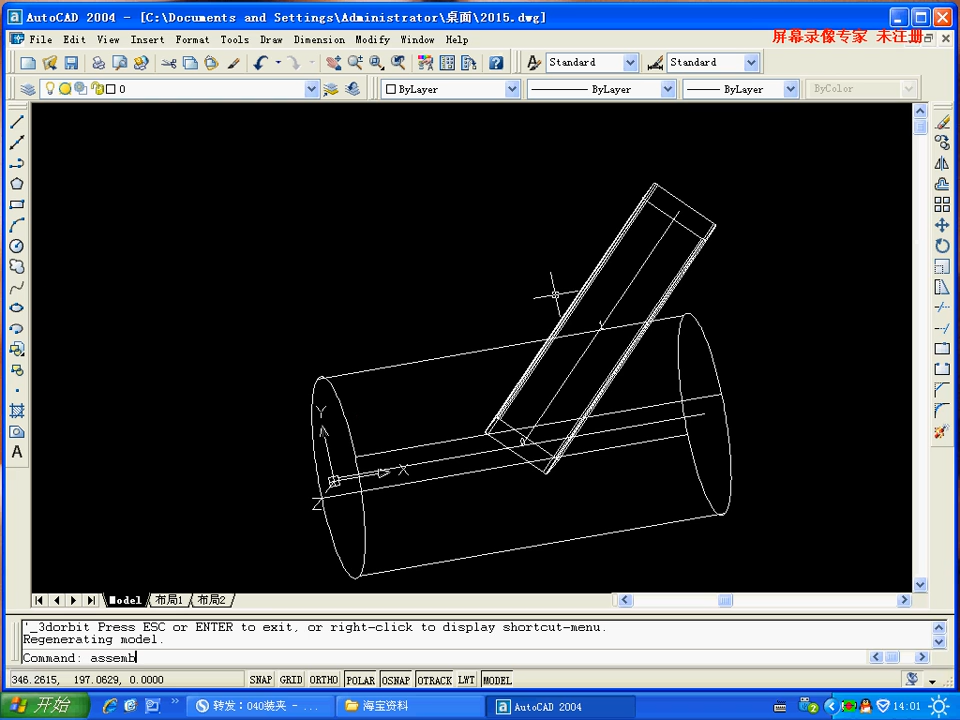 AutoCAD 2004 - [C:\Documents and Settings\Administrator\桌面\2015.dwg]
File Edit View Insert Format Tools Draw Dimension Modify Window Help
屏幕录像专家 未注册
Standard Standard
0 ByLayer ByLayer ByLayer ByColor
Y
X
Z
Model 布局1 布局2
'_3dorbit Press ESC or ENTER to exit, or right-click to display shortcut-menu.
Regenerating model.
Command: assemb
346.2615, 197.0629, 0.0000 SNAP GRID ORTHO POLAR OSNAP OTRACK LWT MODEL
开始 转发：040装夹 - ... 海宝资料 AutoCAD 2004 14:01